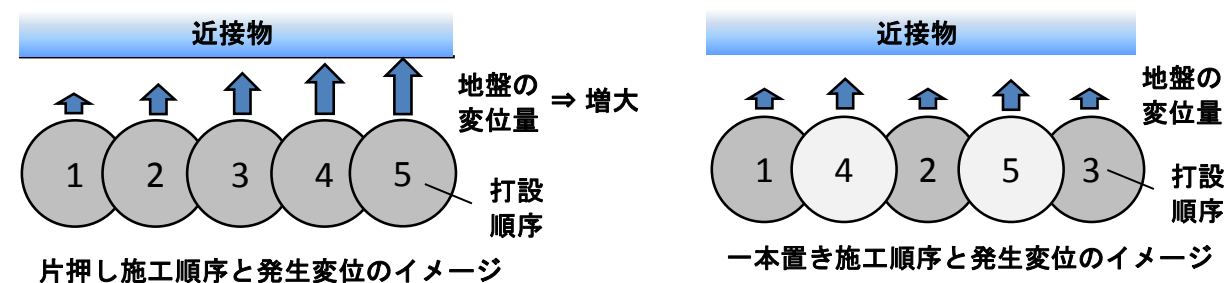 近接物
地盤の
変位量
⇒ 増大
1
2
3
4
5
打設
順序
片押し施工順序と発生変位のイメージ
近接物
地盤の
変位量
1
4
2
5
3
打設
順序
一本置き施工順序と発生変位のイメージ